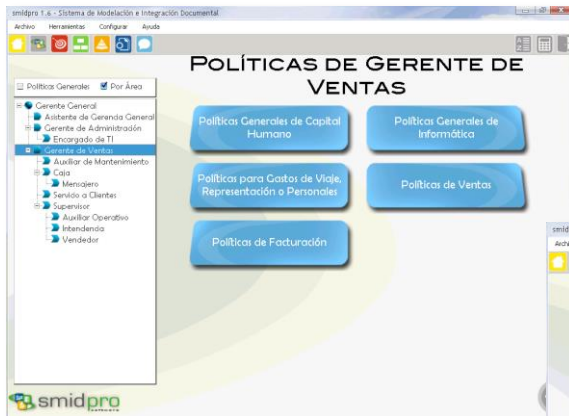 smidpro 1.6 - Sistema de Modelación e Integración Documental
Archivo Herramientas Configurar Ayuda
POLÍTICAS DE GERENTE DE
VENTAS
Políticas Generales Por Área
Gerente General
Asistente de Gerencia General
Gerente de Administración
Encargado de TI
Gerente de Ventas
Auxiliar de Mantenimiento
Caja
Mensajero
Servicio a Clientes
Supervisor
Auxiliar Operativo
Intendencia
Vendedor
Políticas Generales de Capital
Humano
Políticas Generales de
Informática
Políticas para Gastos de Viaje,
Representación o Personales
Políticas de Ventas
Políticas de Facturación
smid
Archi
smidpro
software